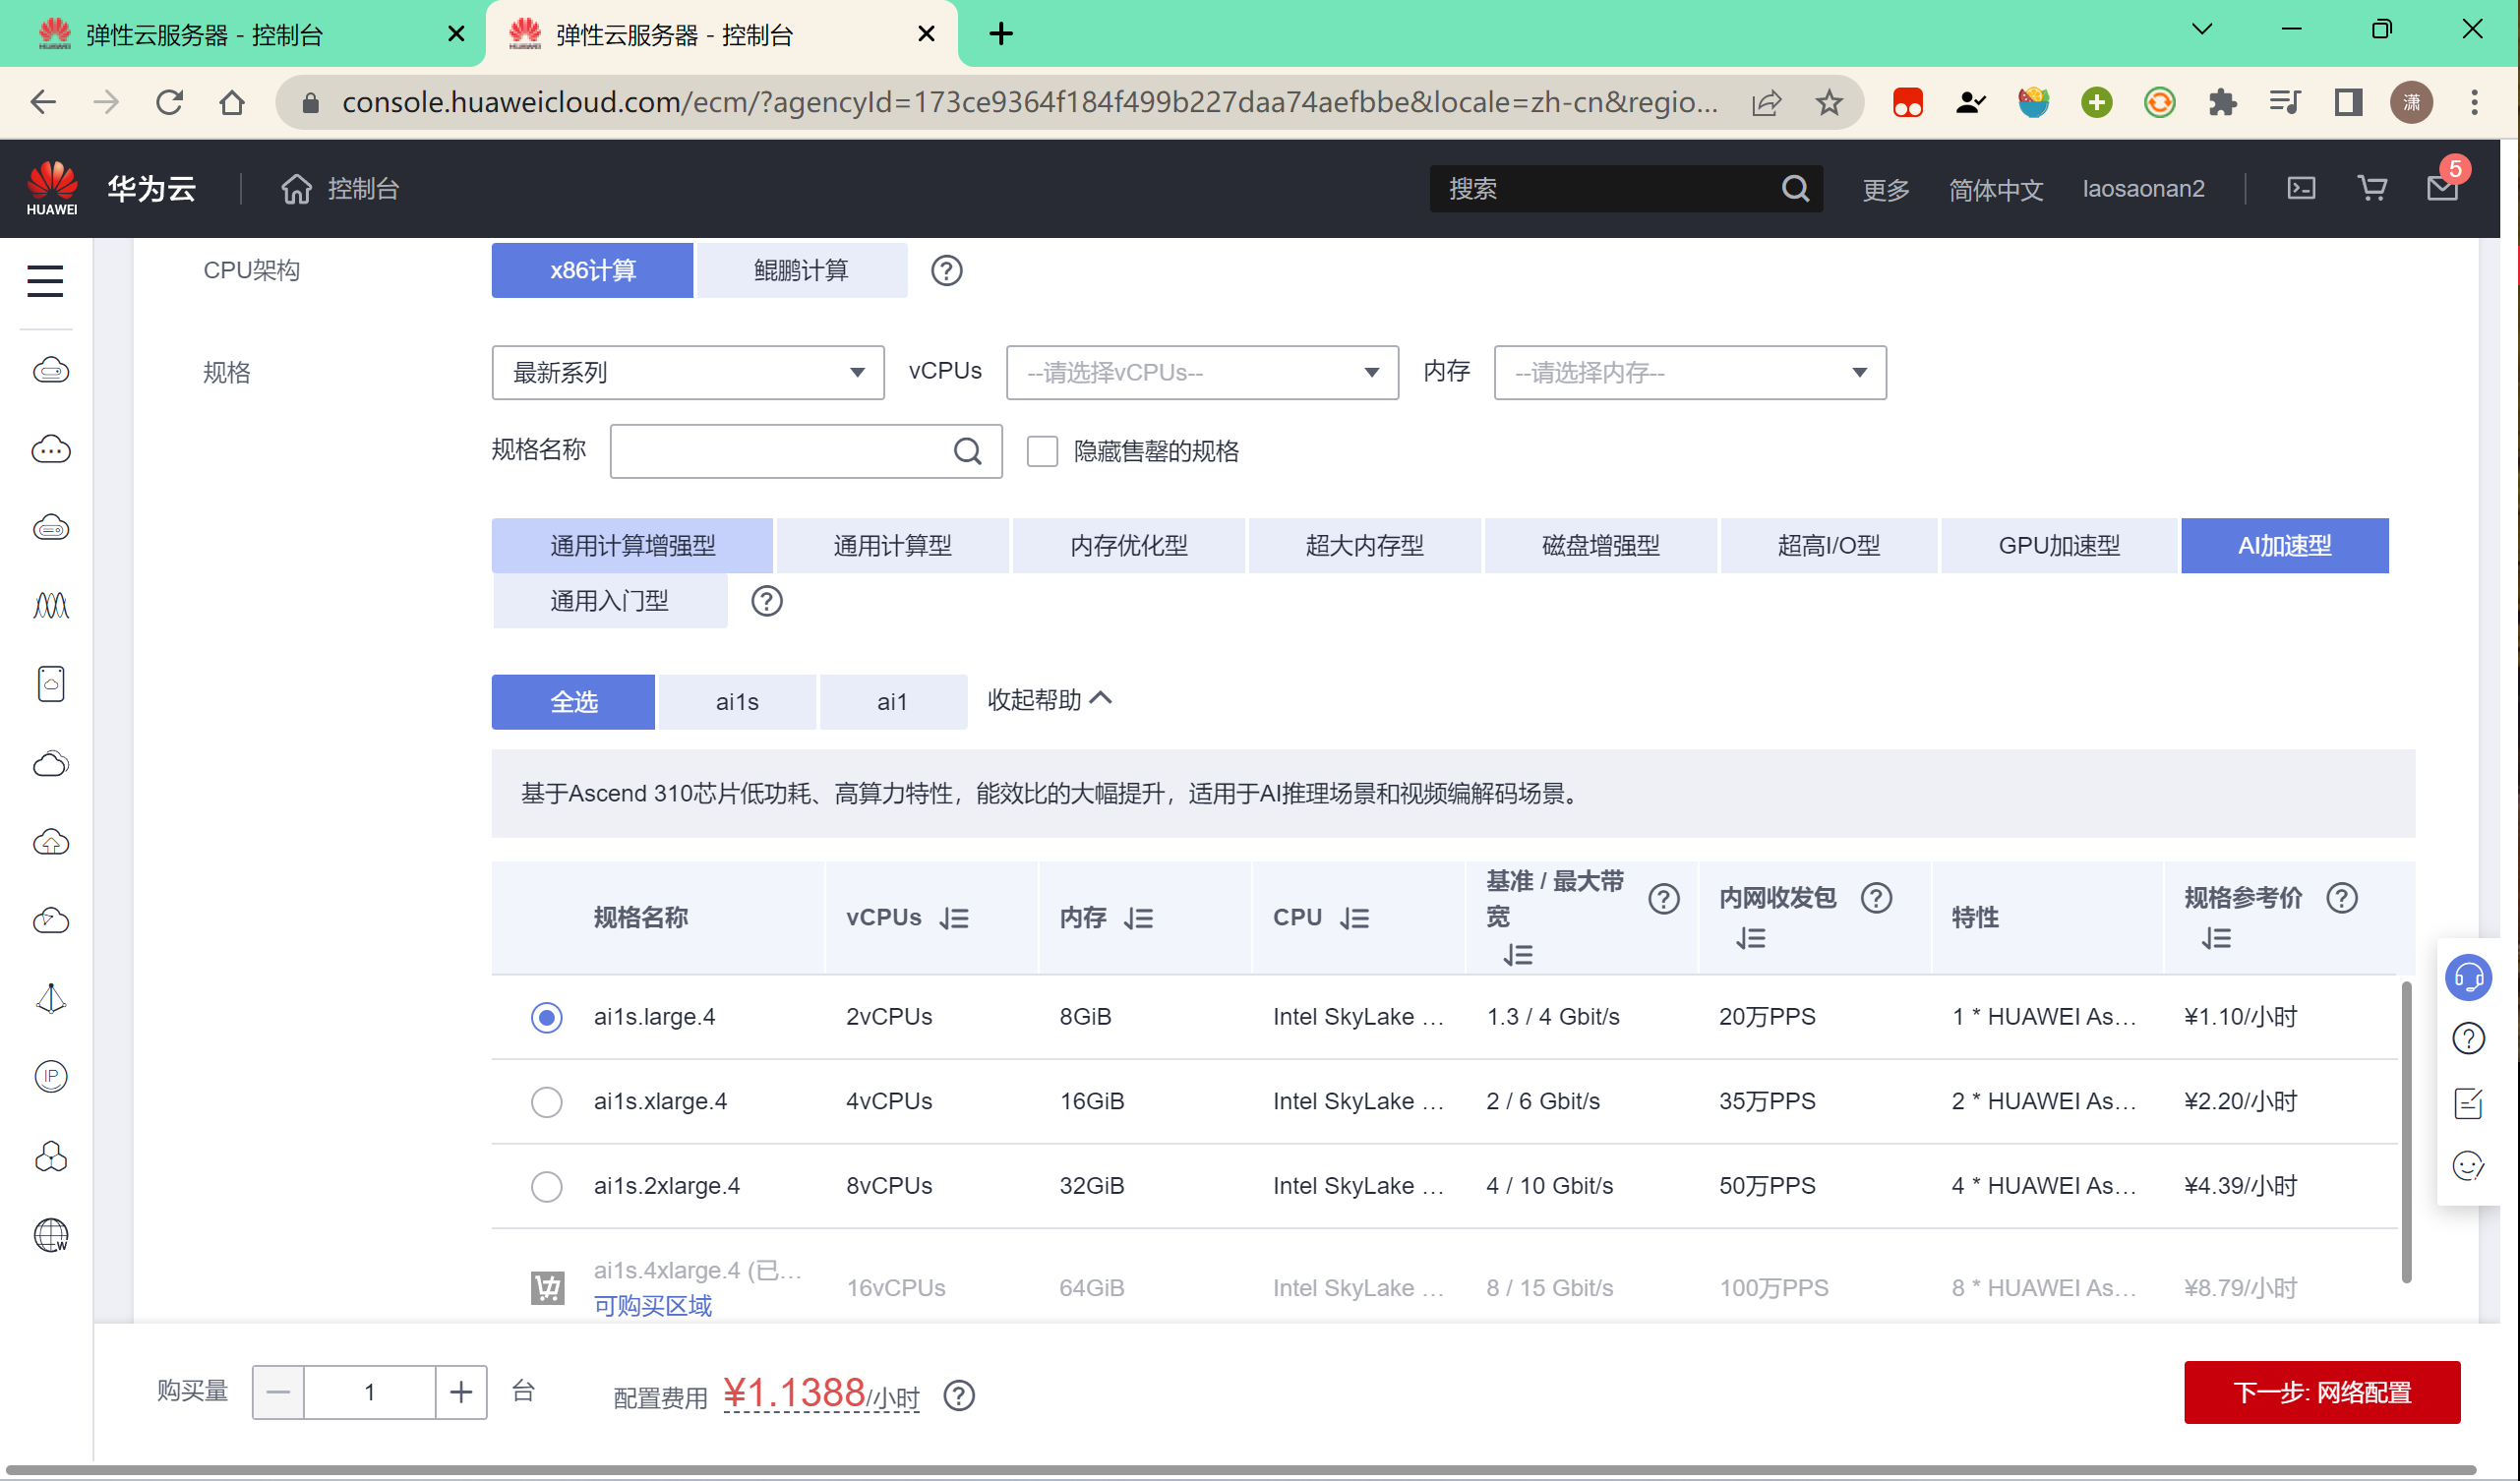 弹性云服务器 - 控制台
弹性云服务器 - 控制台
console.huaweicloud.com/ecm/?agencyId=173ce9364f184f499b227daa74aefbbe&locale=zh-cn&regio...
潇
HUAWEI
华为云
控制台
搜索
更多
简体中文
laosaonan2
5
CPU架构
x86计算
鲲鹏计算
规格
最新系列
vCPUs
--请选择vCPUs--
内存
--请选择内存--
规格名称
隐藏售罄的规格
通用计算增强型
通用计算型
内存优化型
超大内存型
磁盘增强型
超高I/O型
GPU加速型
AI加速型
通用入门型
全选
ai1s
ai1
收起帮助
基于Ascend 310芯片低功耗、高算力特性，能效比的大幅提升，适用于AI推理场景和视频编解码场景。
规格名称
vCPUs
内存
CPU
基准 / 最大带宽
内网收发包
特性
规格参考价
ai1s.large.4 2vCPUs 8GiB Intel SkyLake ... 1.3 / 4 Gbit/s 20万PPS 1 * HUAWEI As... ¥1.10/小时
ai1s.xlarge.4 4vCPUs 16GiB Intel SkyLake ... 2 / 6 Gbit/s 35万PPS 2 * HUAWEI As... ¥2.20/小时
ai1s.2xlarge.4 8vCPUs 32GiB Intel SkyLake ... 4 / 10 Gbit/s 50万PPS 4 * HUAWEI As... ¥4.39/小时
ai1s.4xlarge.4 (已... 16vCPUs 64GiB Intel SkyLake ... 8 / 15 Gbit/s 100万PPS 8 * HUAWEI As... ¥8.79/小时
可购买区域
IP
W
购买量
1
台
配置费用 ¥1.1388/小时
下一步: 网络配置